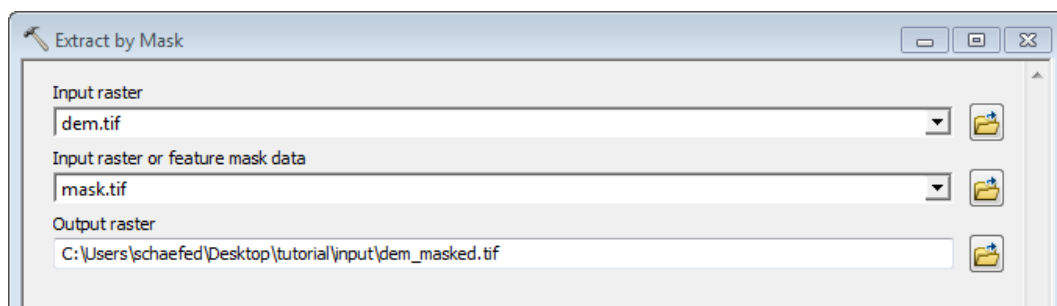 Extract by Mask
Input raster
dem.tif
Input raster or feature mask data
mask.tif
Output raster
C:\Users\schaefed\Desktop\tutorial\input\dem_masked.tif